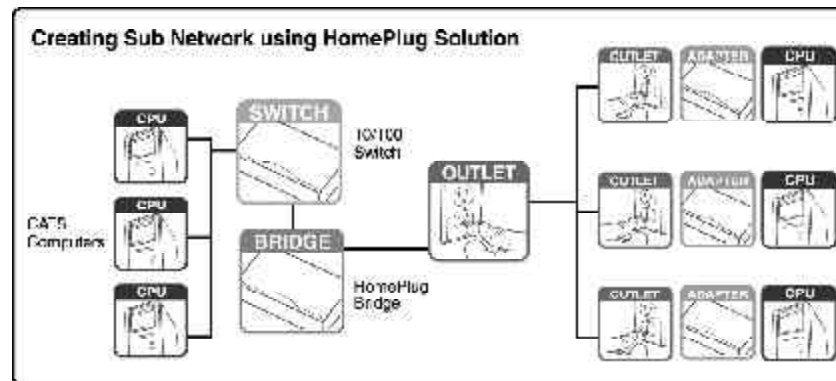 Creating Sub Network using HomePlug Solution
OUTLET
ADAPTER
CPU
CPU
SWITCH
10/100
Switch
CPU
CAT5
Computers
BRIDGE
HomePlug
Bridge
CPU
OUTLET
OUTLET
ADAPTER
CPU
OUTLET
ADAPTER
CPU